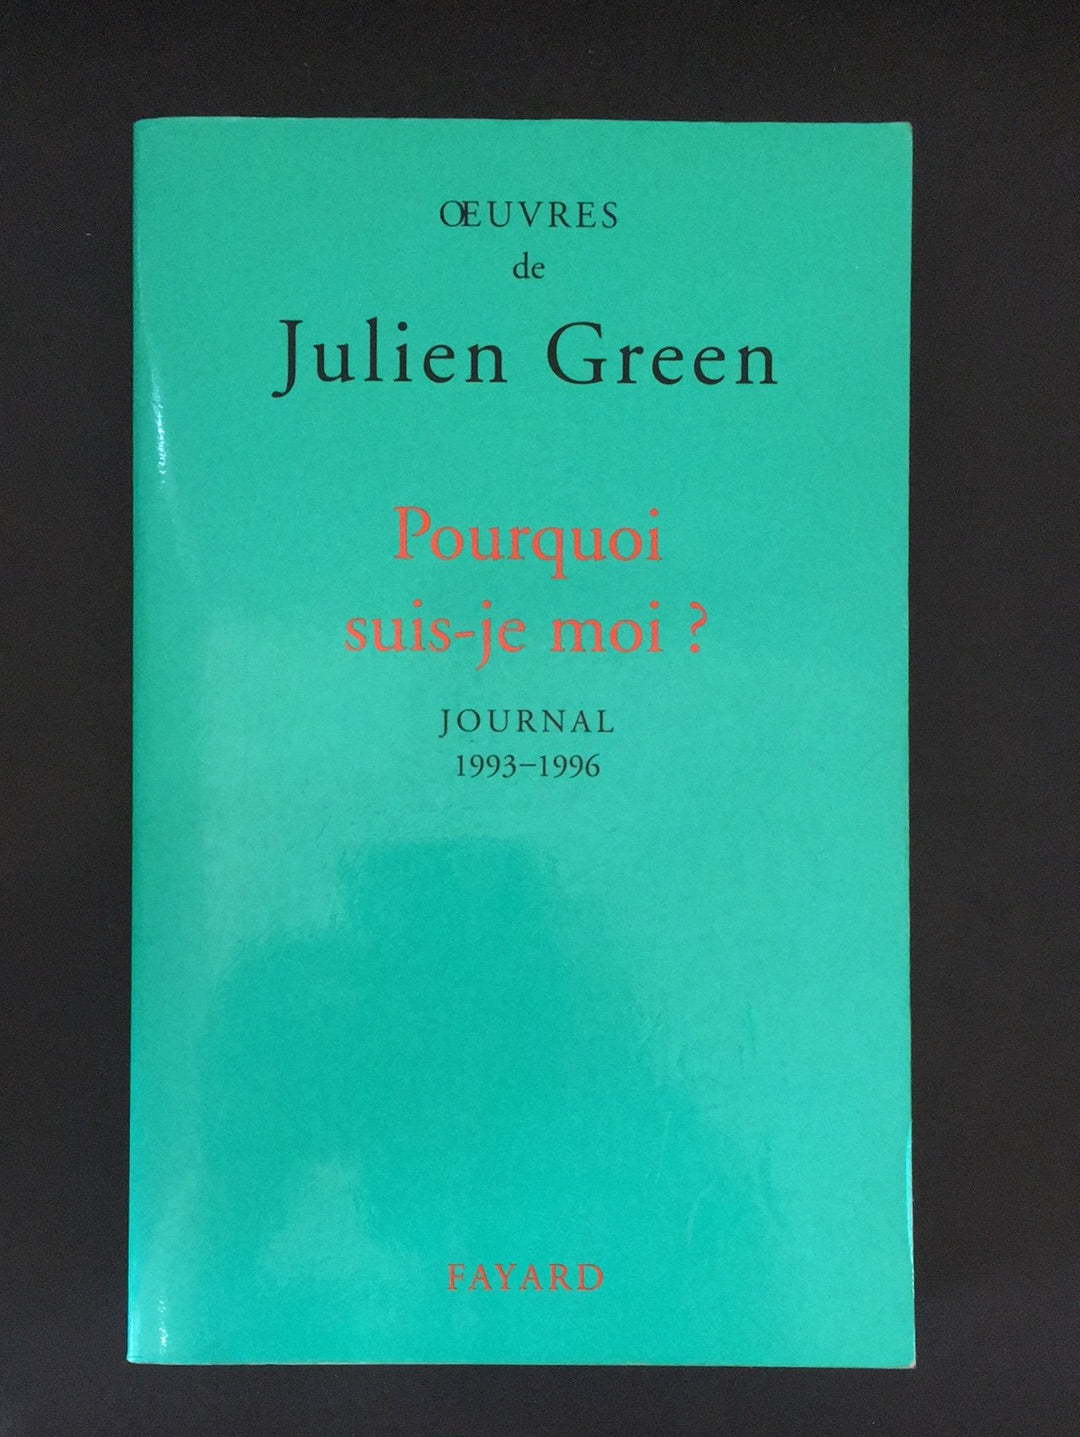 ŒUVRES
de
Julien Green
Pourquoi
suis-je moi ?
JOURNAL
1993–1996
FAYARD